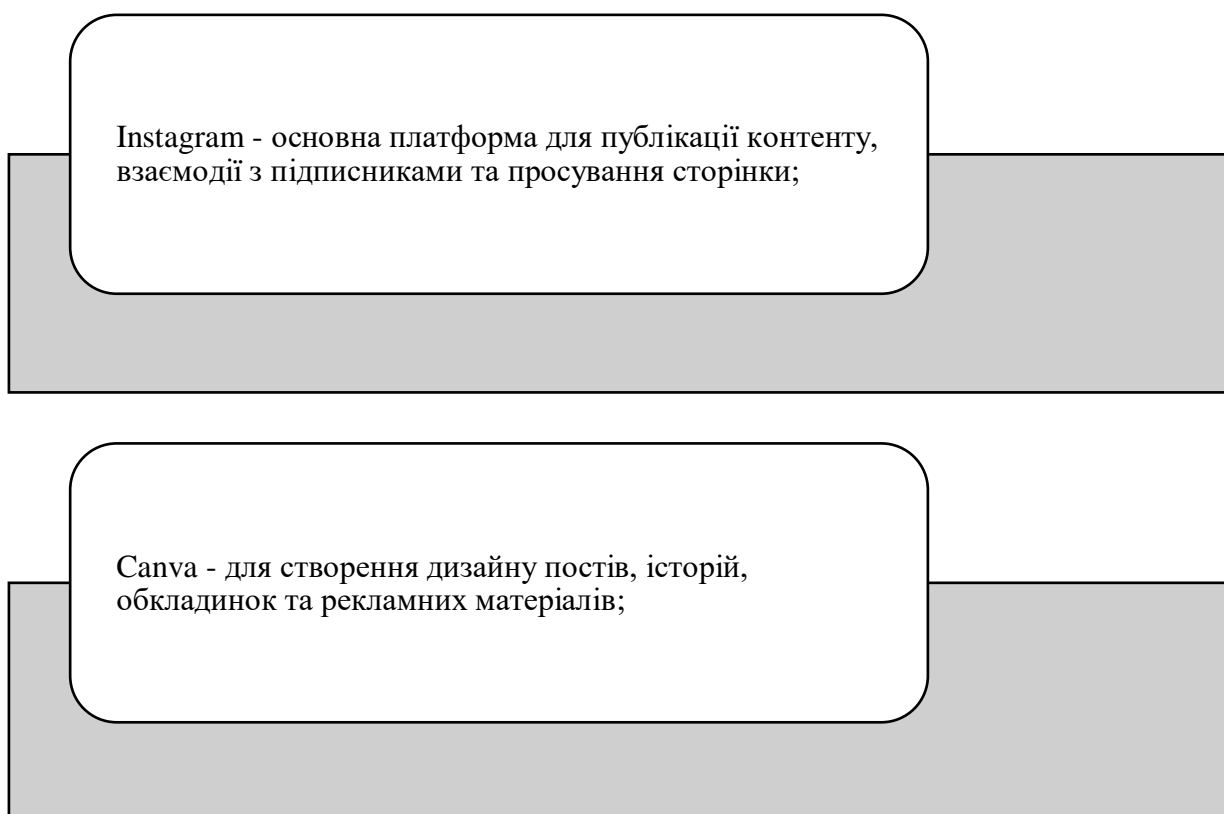 Instagram - основна платформа для публікації контенту,
взаємодії з підписниками та просування сторінки;
Canva - для створення дизайну постів, історій,
обкладинок та рекламних матеріалів;